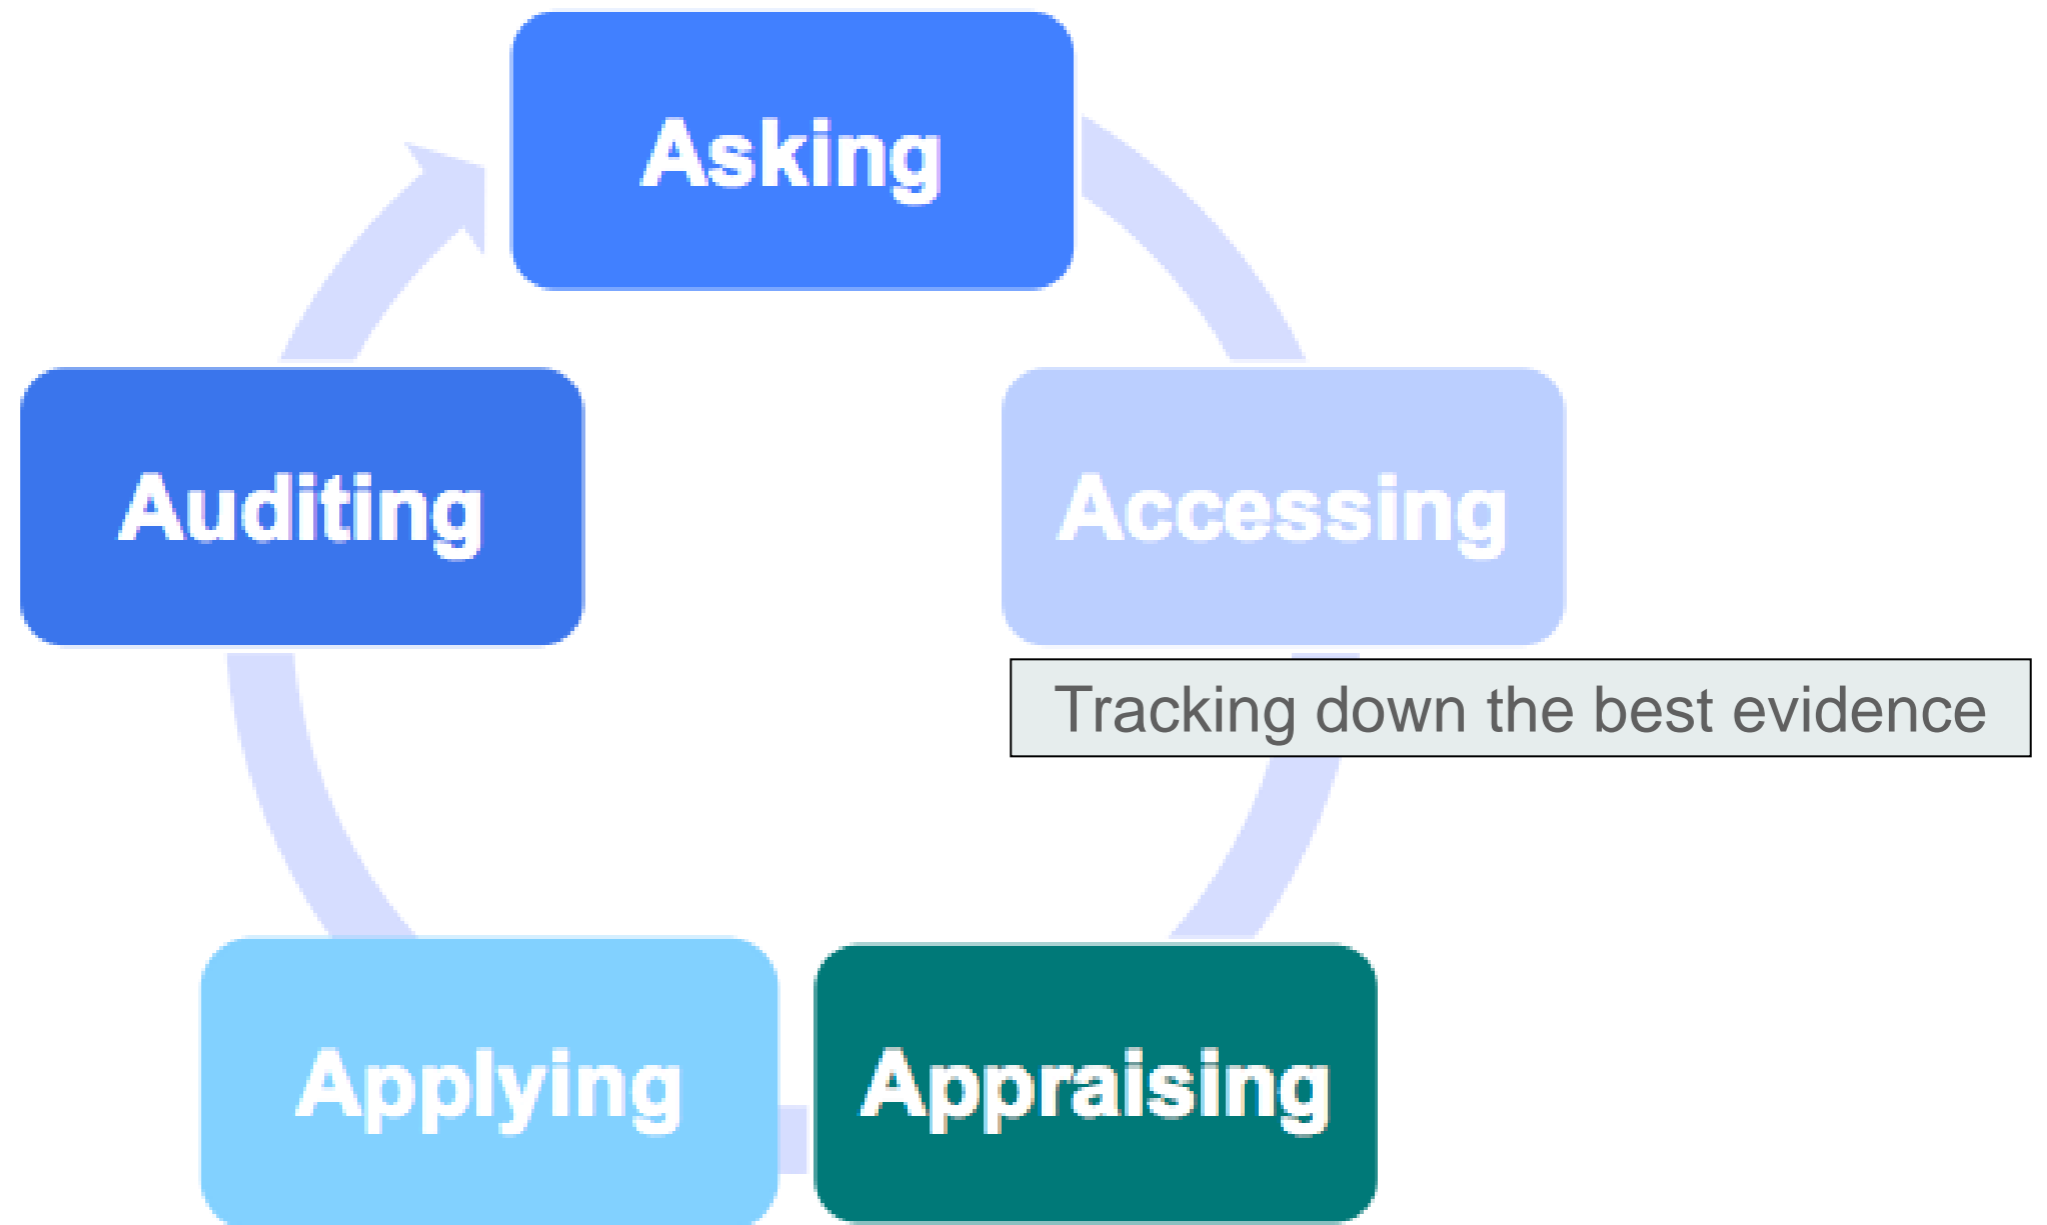 Asking
Auditing
Accessing
Tracking down the best evidence
Applying
Appraising